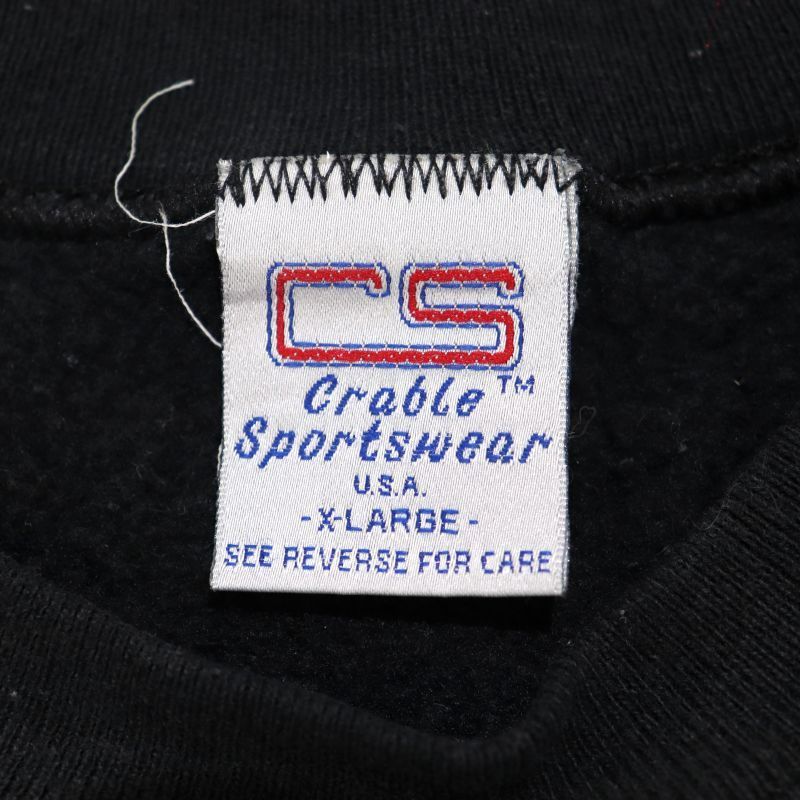 CS
Crable™
Sportswear
U.S.A.
-X-LARGE-
SEE REVERSE FOR CARE